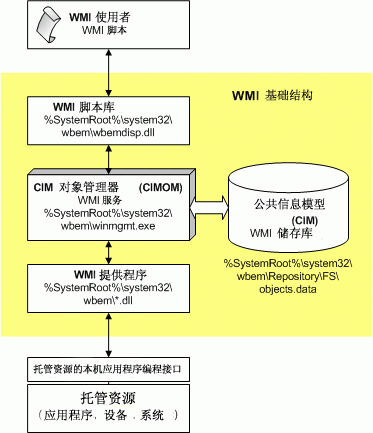 WMI 使用者
WMI 脚本
WMI 基础结构
WMI 脚本库
%SystemRoot%\system32\
wbem\wbemdisp.dll
CIM 对象管理器 (CIMOM)
WMI 服务
%SystemRoot%\system32\
wbem\winmgmt.exe
公共信息模型
(CIM)
WMI 储存库
%SystemRoot%\system32\
wbem\Repository\FS\
objects.data
WMI 提供程序
%SystemRoot%\system32\
wbem\*.dll
托管资源的本机应用程序编程接口
托管资源
(应用程序、设备、系统 )